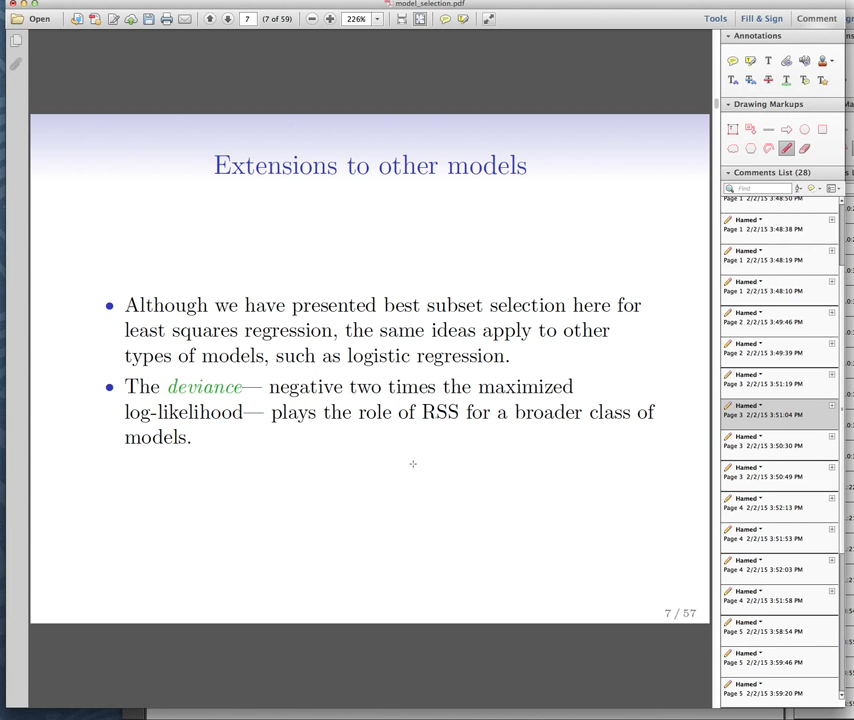 model_selection.pdf
Open
7
(7 of 59)
226%
Tools
Fill & Sign
Comment
Extensions to other models
• Although we have presented best subset selection here for
least squares regression, the same ideas apply to other
types of models, such as logistic regression.
• The deviance— negative two times the maximized
log-likelihood— plays the role of RSS for a broader class of
models.
7 / 57
Annotations
Drawing Markups
Comments List (28)
Find
Page 1 2/2/15 3:48:50 PM
Hamed
Page 1 2/2/15 3:48:38 PM
Hamed
Page 1 2/2/15 3:48:19 PM
Hamed
Page 1 2/2/15 3:48:10 PM
Hamed
Page 2 2/2/15 3:49:46 PM
Hamed
Page 2 2/2/15 3:49:39 PM
Hamed
Page 3 2/2/15 3:51:19 PM
Hamed
Page 3 2/2/15 3:51:04 PM
Hamed
Page 3 2/2/15 3:50:30 PM
Hamed
Page 3 2/2/15 3:50:49 PM
Hamed
Page 4 2/2/15 3:52:13 PM
Hamed
Page 4 2/2/15 3:51:53 PM
Hamed
Page 4 2/2/15 3:52:03 PM
Hamed
Page 4 2/2/15 3:51:58 PM
Hamed
Page 5 2/2/15 3:58:54 PM
Hamed
Page 5 2/2/15 3:59:46 PM
Hamed
Page 5 2/2/15 3:59:20 PM